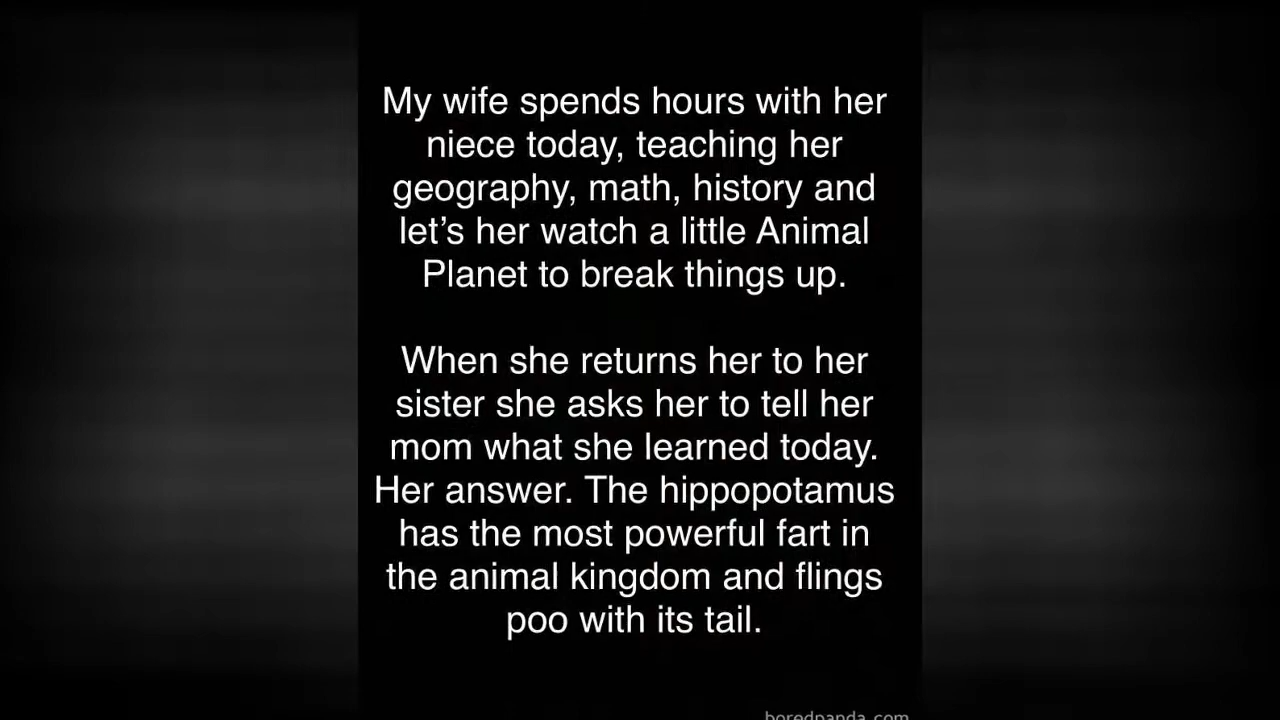 My wife spends hours with her
niece today, teaching her
geography, math, history and
let’s her watch a little Animal
Planet to break things up.
When she returns her to her
sister she asks her to tell her
mom what she learned today.
Her answer. The hippopotamus
has the most powerful fart in
the animal kingdom and flings
poo with its tail.
boredpanda.com